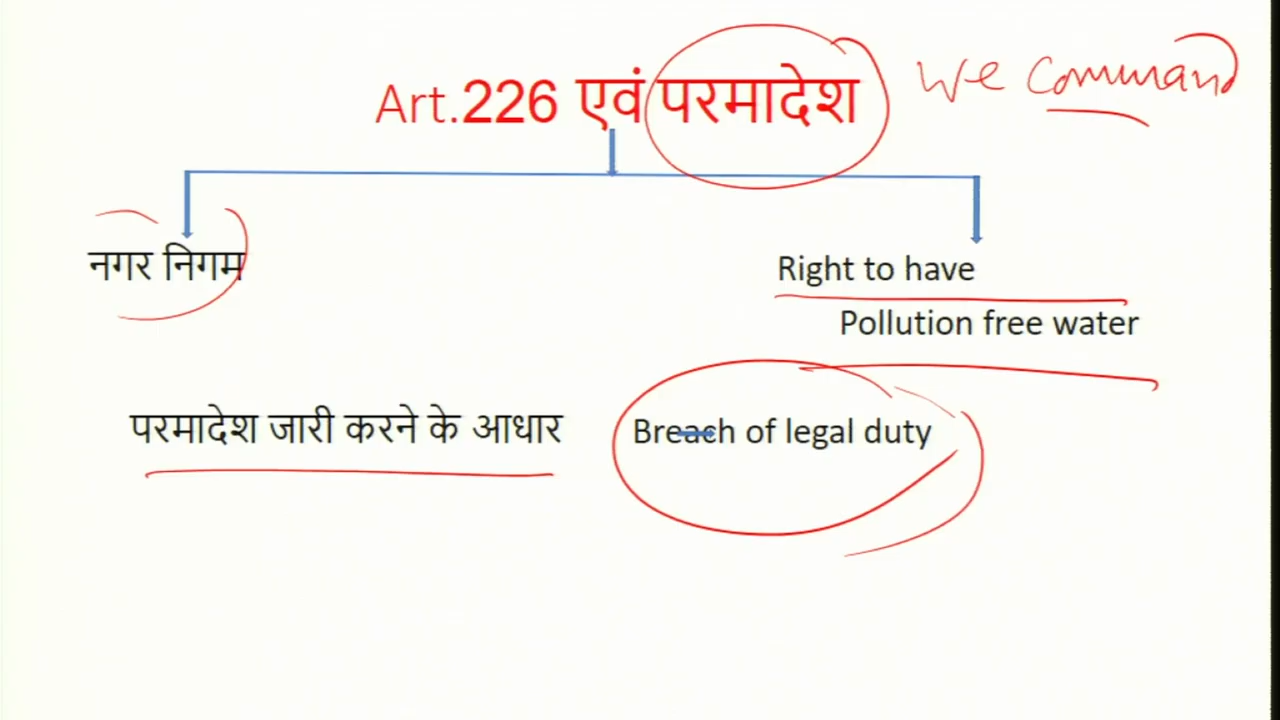 Art.226 एवं परमादेश We Command
नगर निगम
Right to have
Pollution free water
परमादेश जारी करने के आधार Breach of legal duty